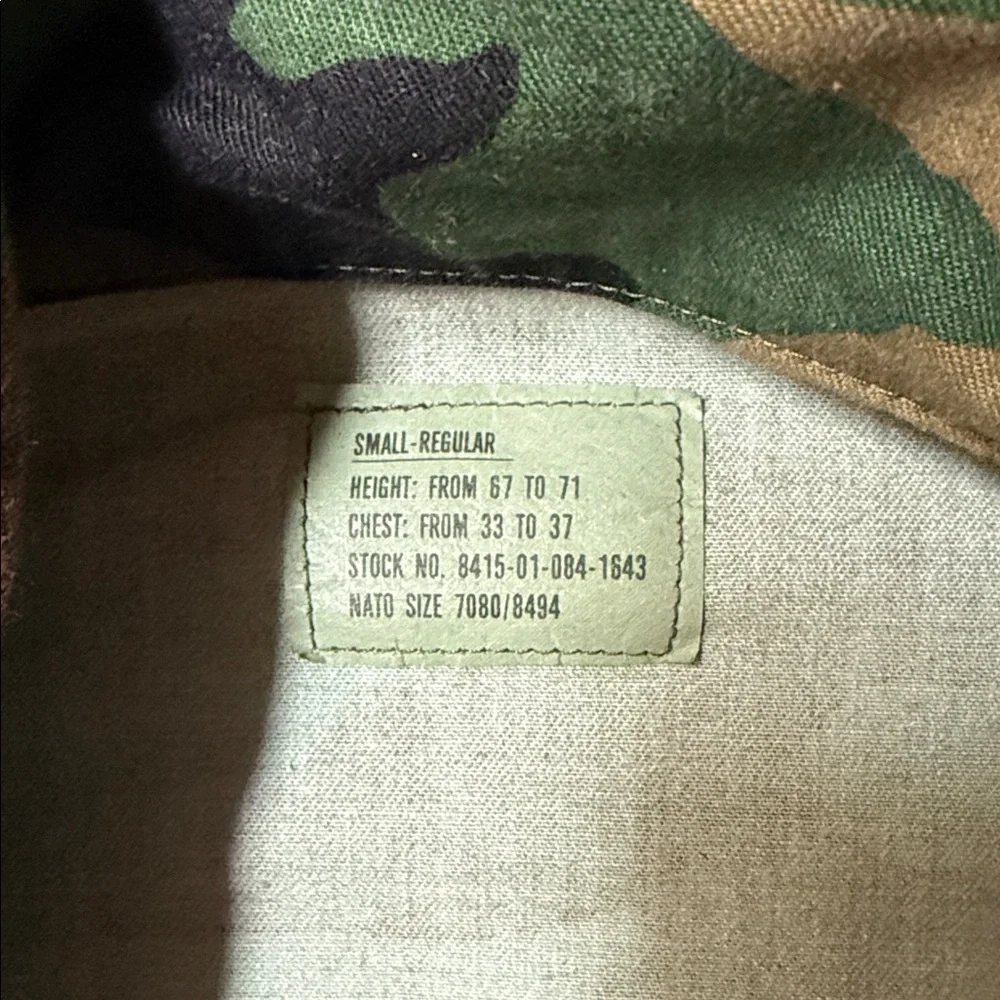 SMALL-REGULAR
HEIGHT: FROM 67 TO 71
CHEST: FROM 33 TO 37
STOCK NO. 8415-01-084-1643
NATO SIZE 7080/8494